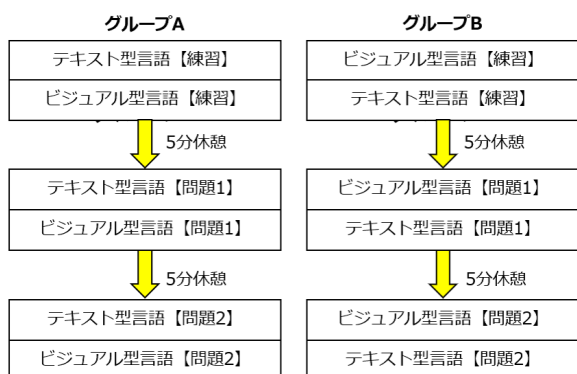 グループA
テキスト型言語【練習】
ビジュアル型言語【練習】
5分休憩
テキスト型言語【問題1】
ビジュアル型言語【問題1】
5分休憩
テキスト型言語【問題2】
ビジュアル型言語【問題2】
グループB
ビジュアル型言語【練習】
テキスト型言語【練習】
5分休憩
ビジュアル型言語【問題1】
テキスト型言語【問題1】
5分休憩
ビジュアル型言語【問題2】
テキスト型言語【問題2】